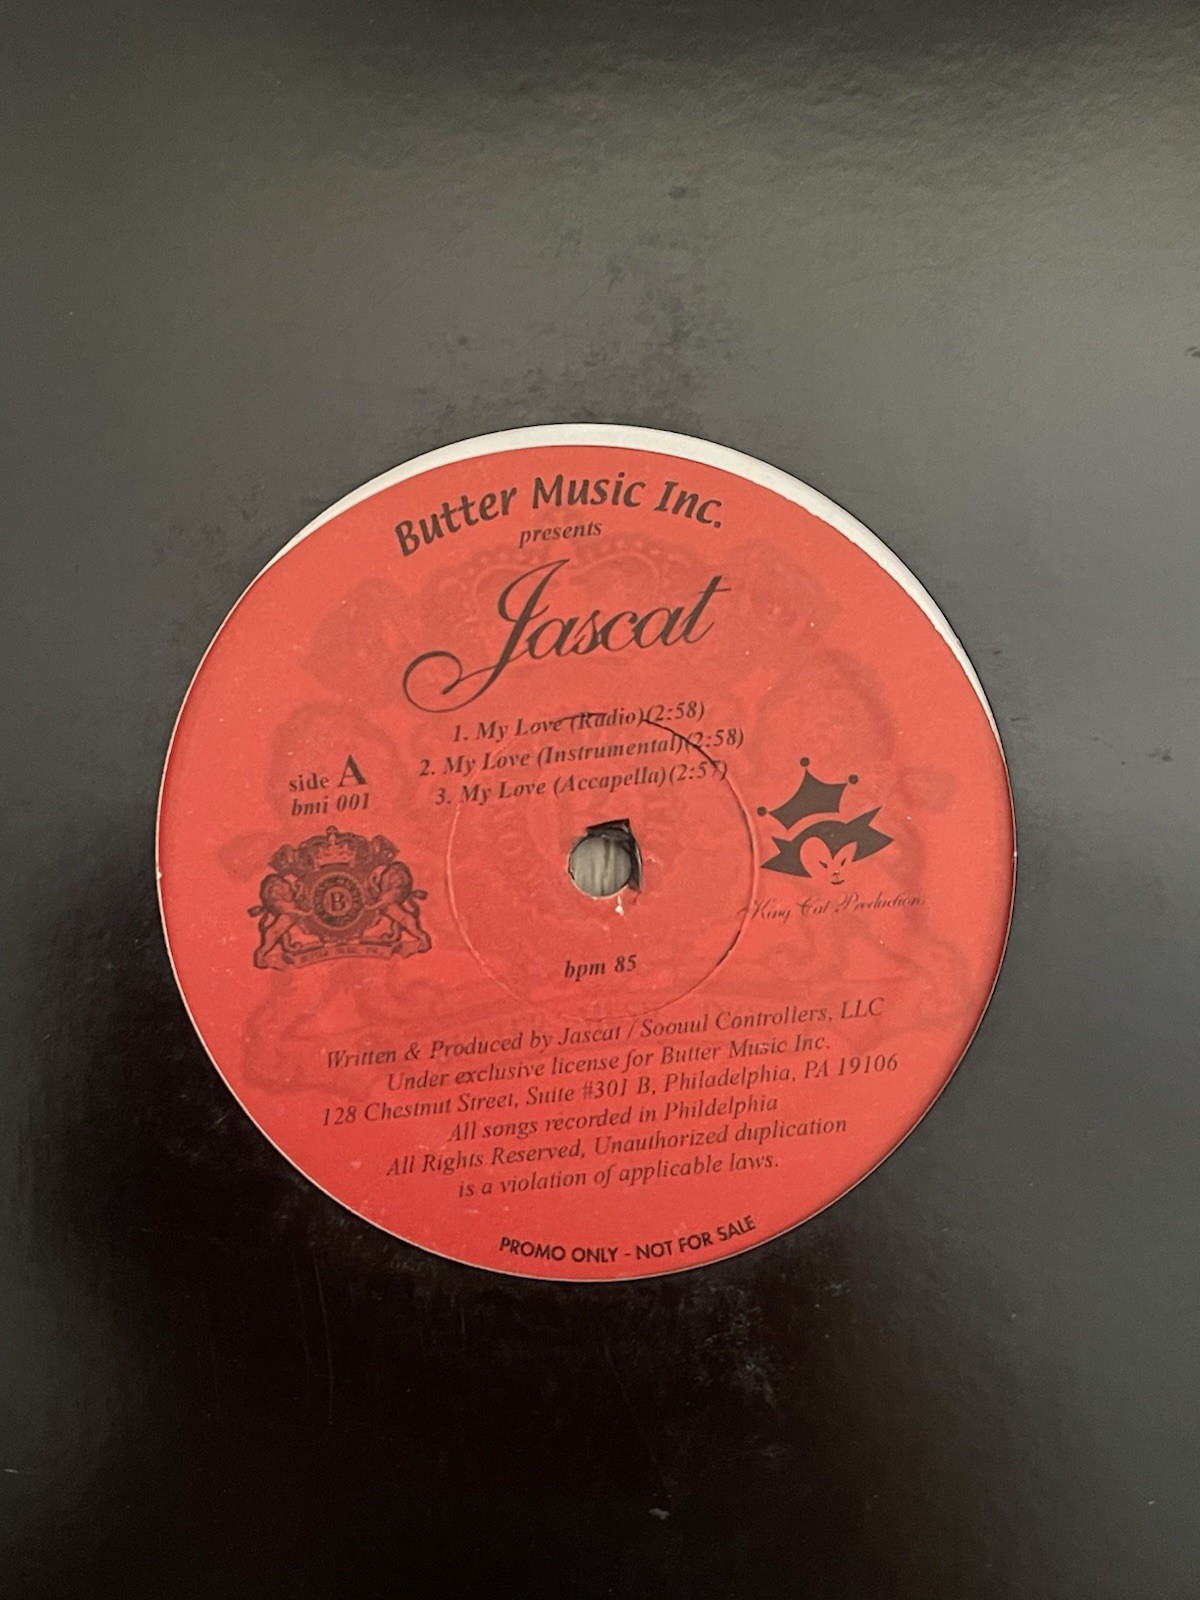 Butter Music Inc.
presents
Jascat
1. My Love (Radio)(2:58)
2. My Love (Instrumental)(2:58)
3. My Love (Accapella)(2:57)
side A
bmi 001
B
BUTTER MUSIC INC.
King Cat Productions
bpm 85
Written & Produced by Jascat / Soouul Controllers, LLC
Under exclusive license for Butter Music Inc.
128 Chestnut Street, Suite #301 B, Philadelphia, PA 19106
All songs recorded in Phildelphia
All Rights Reserved, Unauthorized duplication
is a violation of applicable laws.
PROMO ONLY - NOT FOR SALE